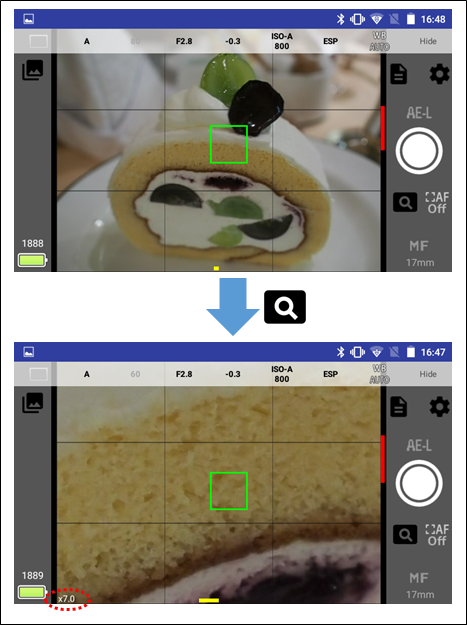 16:48
A
F2.8
-0.3
ISO-A
800
ESP
WB
AUTO
Hide
AE-L
AF
Off
MF
17mm
1888
16:47
A
60
F2.8
-0.3
ISO-A
800
ESP
WB
AUTO
Hide
AE-L
AF
Off
MF
17mm
1889
x7.0